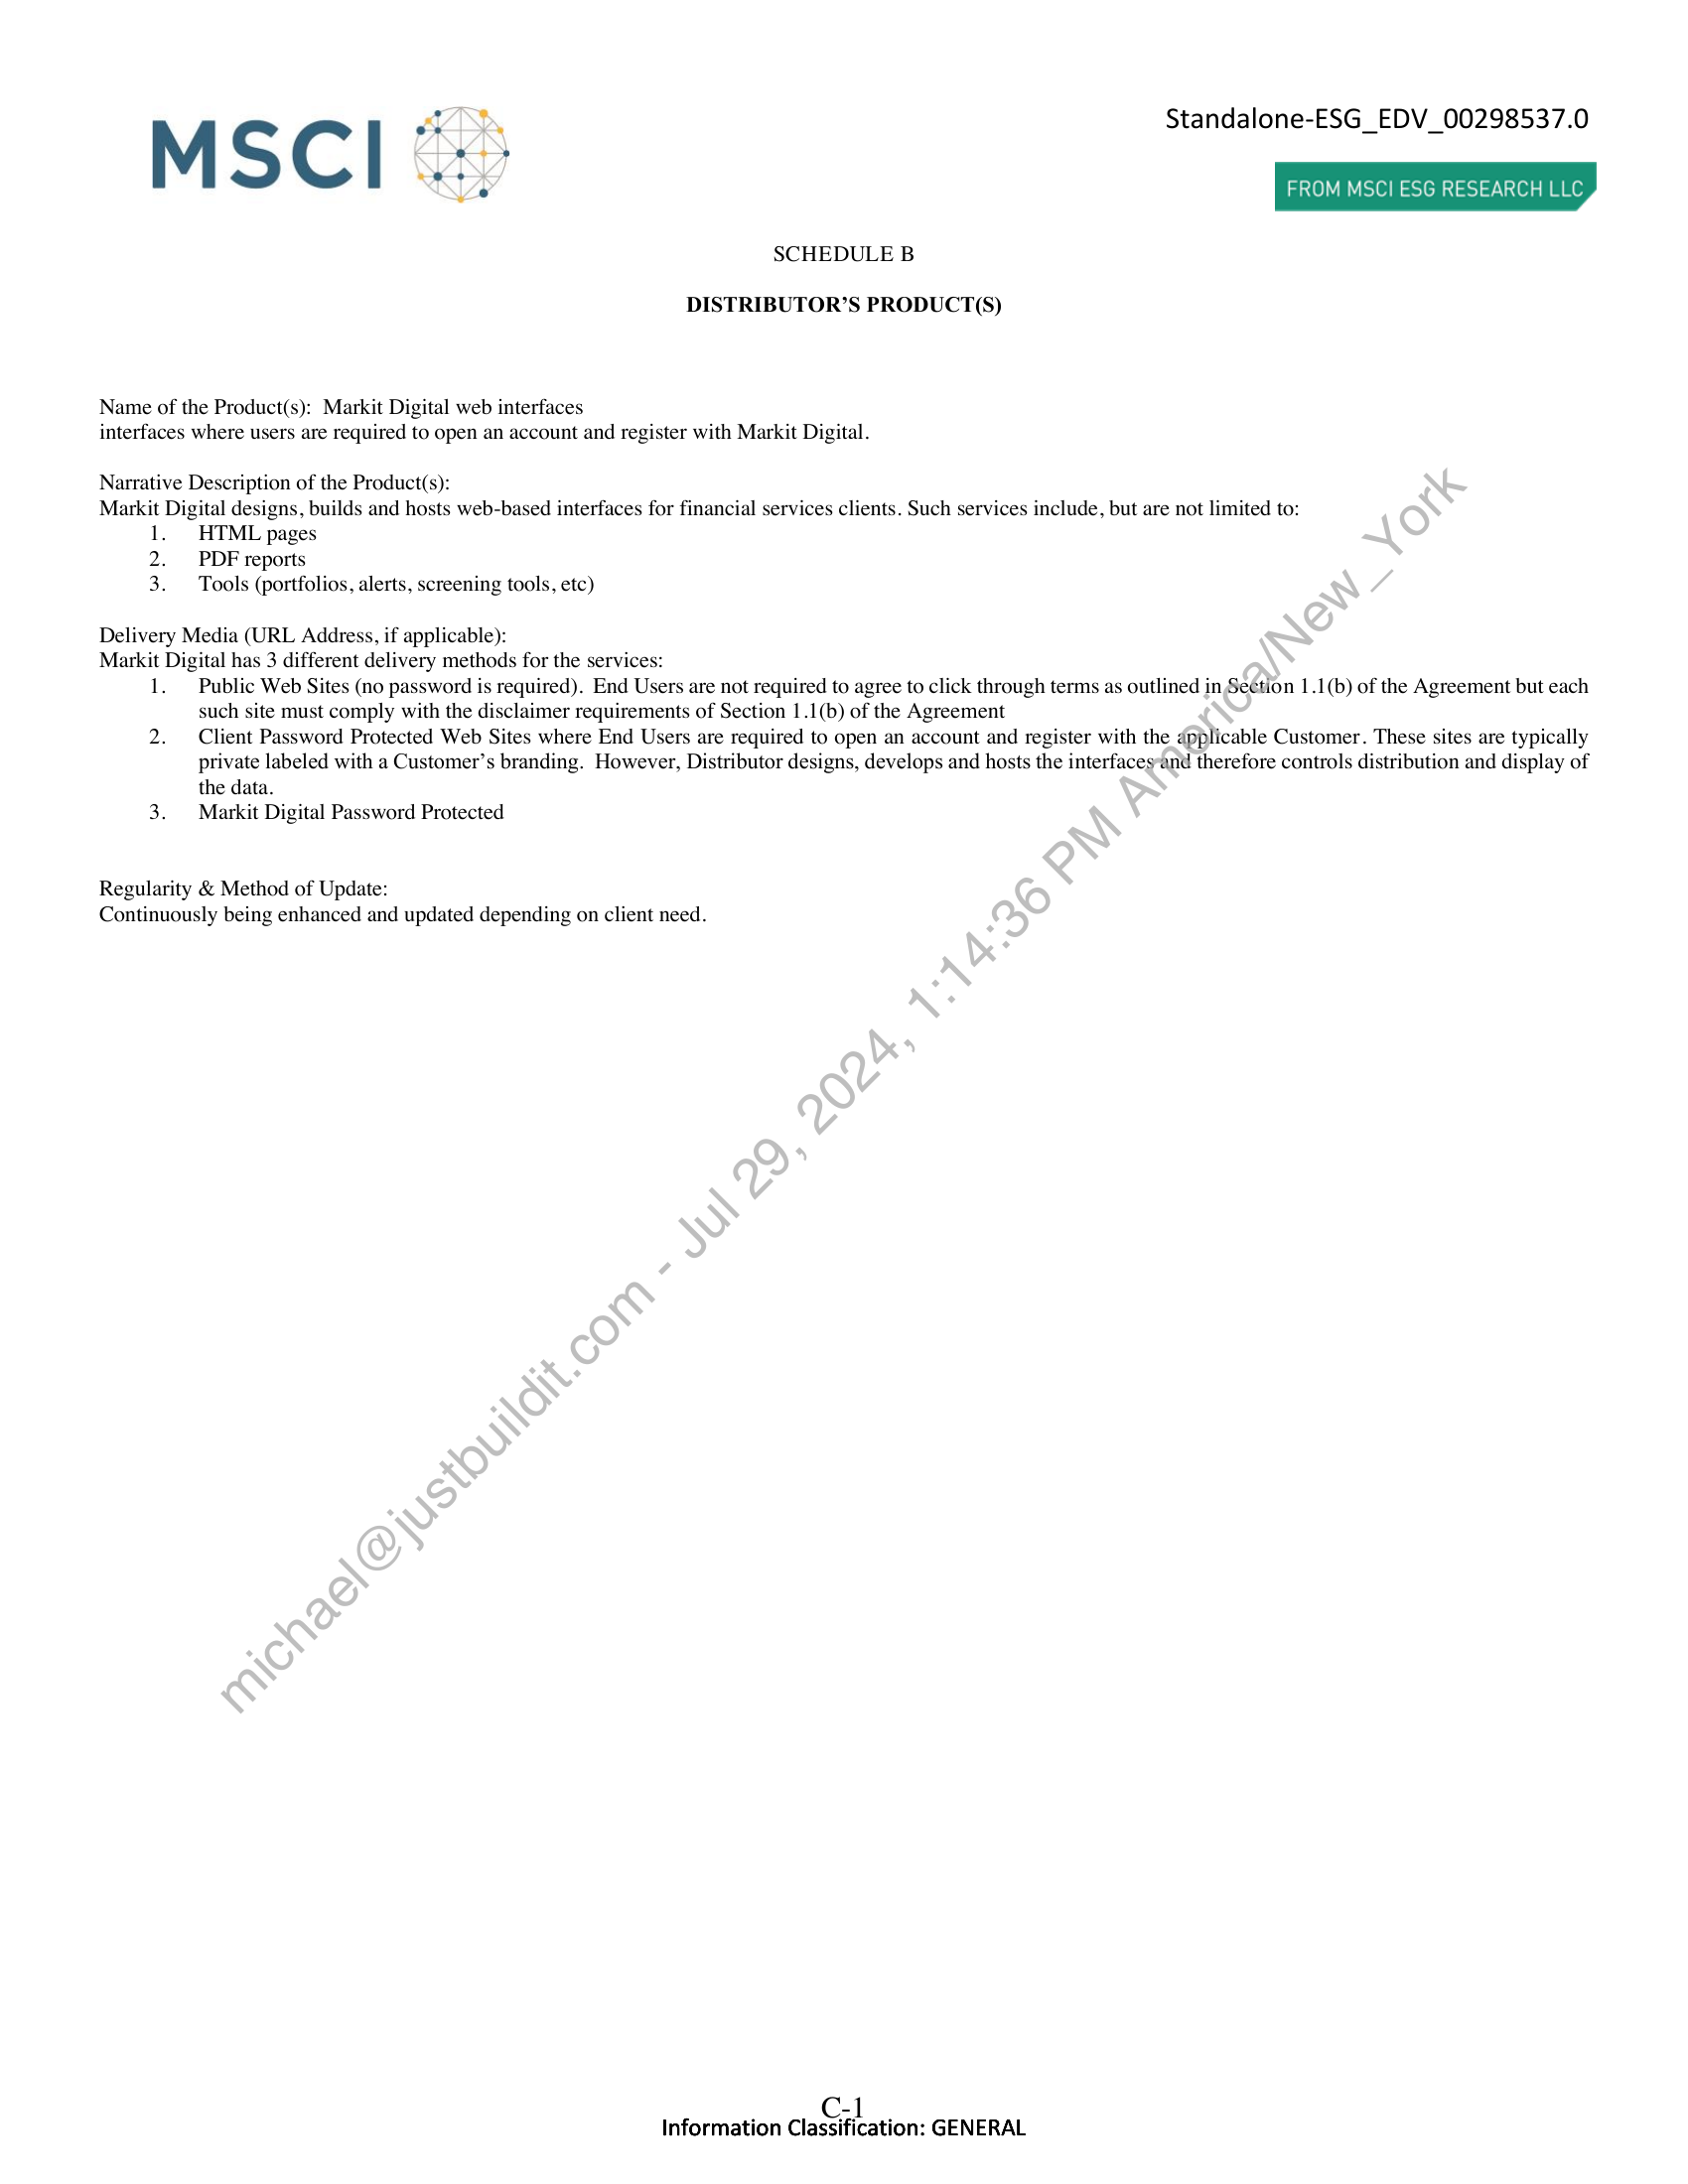 MSCI
Standalone-ESG_EDV_00298537.0
FROM MSCI ESG RESEARCH LLC
SCHEDULE B
DISTRIBUTOR’S PRODUCT(S)
Name of the Product(s):  Markit Digital web interfaces
interfaces where users are required to open an account and register with Markit Digital.
Narrative Description of the Product(s):
Markit Digital designs, builds and hosts web-based interfaces for financial services clients. Such services include, but are not limited to:
1. HTML pages
2. PDF reports
3. Tools (portfolios, alerts, screening tools, etc)
Delivery Media (URL Address, if applicable):
Markit Digital has 3 different delivery methods for the services:
1. Public Web Sites (no password is required).  End Users are not required to agree to click through terms as outlined in Section 1.1(b) of the Agreement but each
such site must comply with the disclaimer requirements of Section 1.1(b) of the Agreement
2. Client Password Protected Web Sites where End Users are required to open an account and register with the applicable Customer. These sites are typically
private labeled with a Customer’s branding.  However, Distributor designs, develops and hosts the interfaces and therefore controls distribution and display of
the data.
3. Markit Digital Password Protected
Regularity & Method of Update:
Continuously being enhanced and updated depending on client need.
michael@justbuildit.com - Jul 29, 2024, 1:14:36 PM America/New_York
C-1
Information Classification: GENERAL